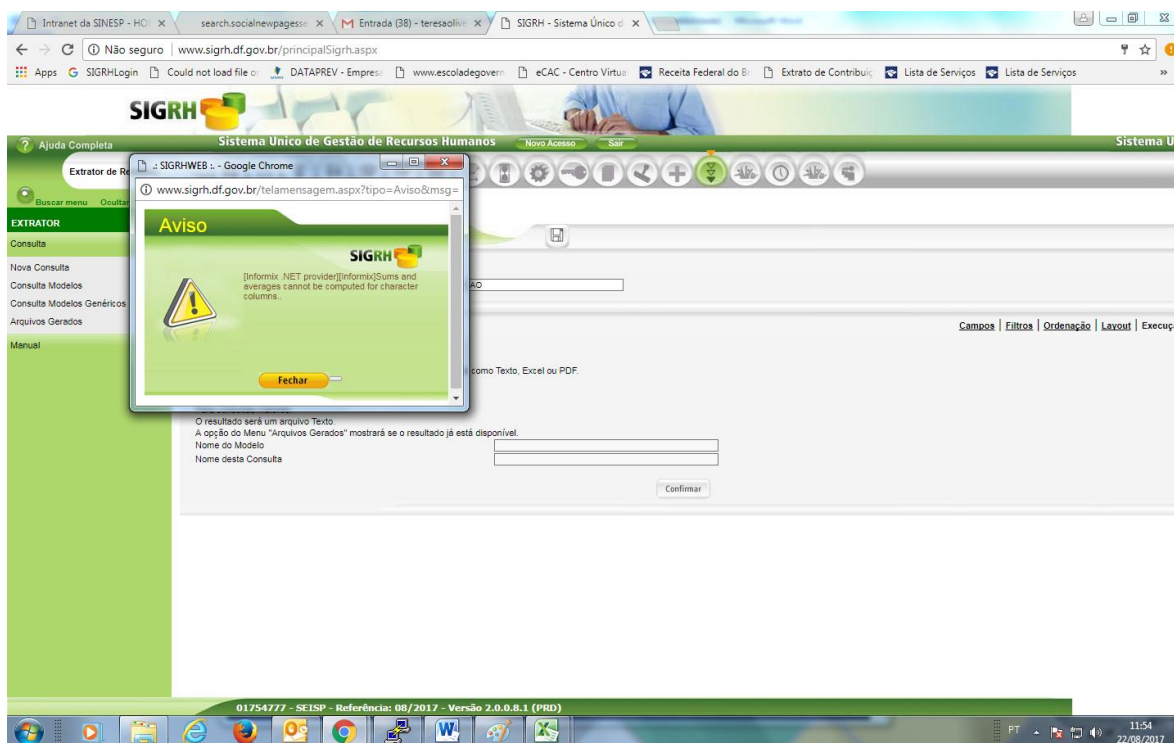 Intranet da SINESP - HO
search.socialnewpagesse
Entrada (38) - teresaolive
SIGRH - Sistema Único d
Não seguro www.sigrh.df.gov.br/principalSigrh.aspx
Apps SIGRHLogin Could not load file or DATAPREV - Empres www.escoladegovern eCAC - Centro Virtua Receita Federal do B Extrato de Contribuiç Lista de Serviços Lista de Serviços »
SIGRH
Ajuda Completa Sistema Único de Gestão de Recursos Humanos Novo Acesso Sair Sistema U
Extrator de Re
Buscar menu Ocultar
.: SIGRHWEB :. - Google Chrome
www.sigrh.df.gov.br/telamensagem.aspx?tipo=Aviso&msg=
Aviso
SIGRH
[Informix .NET provider][Informix]Sums and
averages cannot be computed for character
columns..
Fechar
EXTRATOR
Consulta
Nova Consulta
Consulta Modelos
Consulta Modelos Genéricos
Arquivos Gerados
Manual
AO
Campos | Filtros | Ordenação | Layout | Execuç
como Texto, Excel ou PDF.
O resultado será um arquivo Texto.
A opção do Menu "Arquivos Gerados" mostrará se o resultado já está disponível.
Nome do Modelo
Nome desta Consulta
Confirmar
01754777 - SEISP - Referência: 08/2017 - Versão 2.0.0.8.1 (PRD)
PT
11:54
22/08/2017